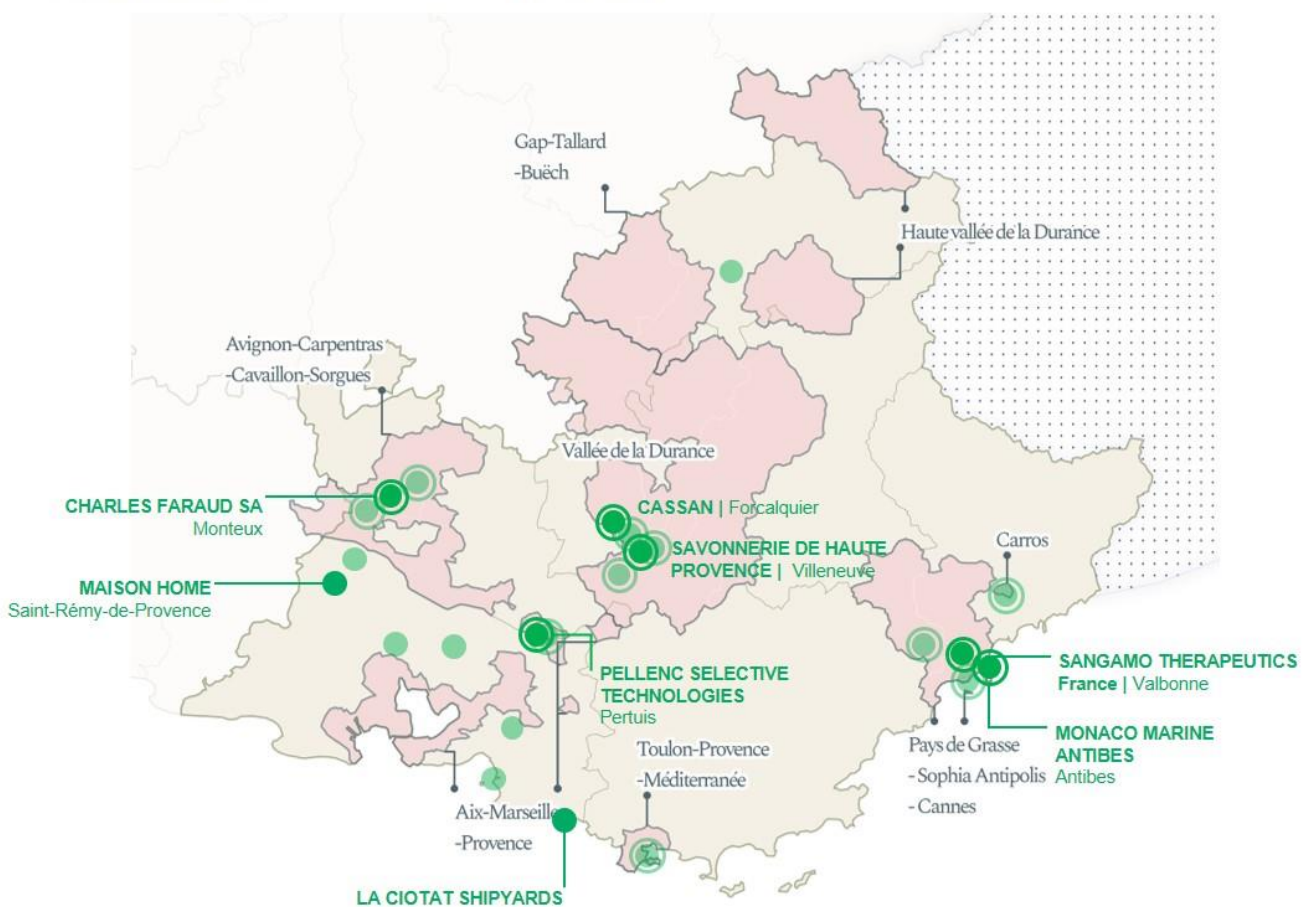 Gap-Tallard
-Buëch
Haute vallée de la Durance
Avignon-Carpentras
-Cavaillon-Sorgues
Vallée de la Durance
CHARLES FARAUD SA
Monteux
CASSAN | Forcalquier
SAVONNERIE DE HAUTE
PROVENCE | Villeneuve
Carros
MAISON HOME
Saint-Rémy-de-Provence
PELLENC SELECTIVE
TECHNOLOGIES
Pertuis
SANGAMO THERAPEUTICS
France | Valbonne
MONACO MARINE
ANTIBES
Antibes
Toulon-Provence
-Méditerranée
Pays de Grasse
- Sophia Antipolis
- Cannes
Aix-Marseille
-Provence
LA CIOTAT SHIPYARDS